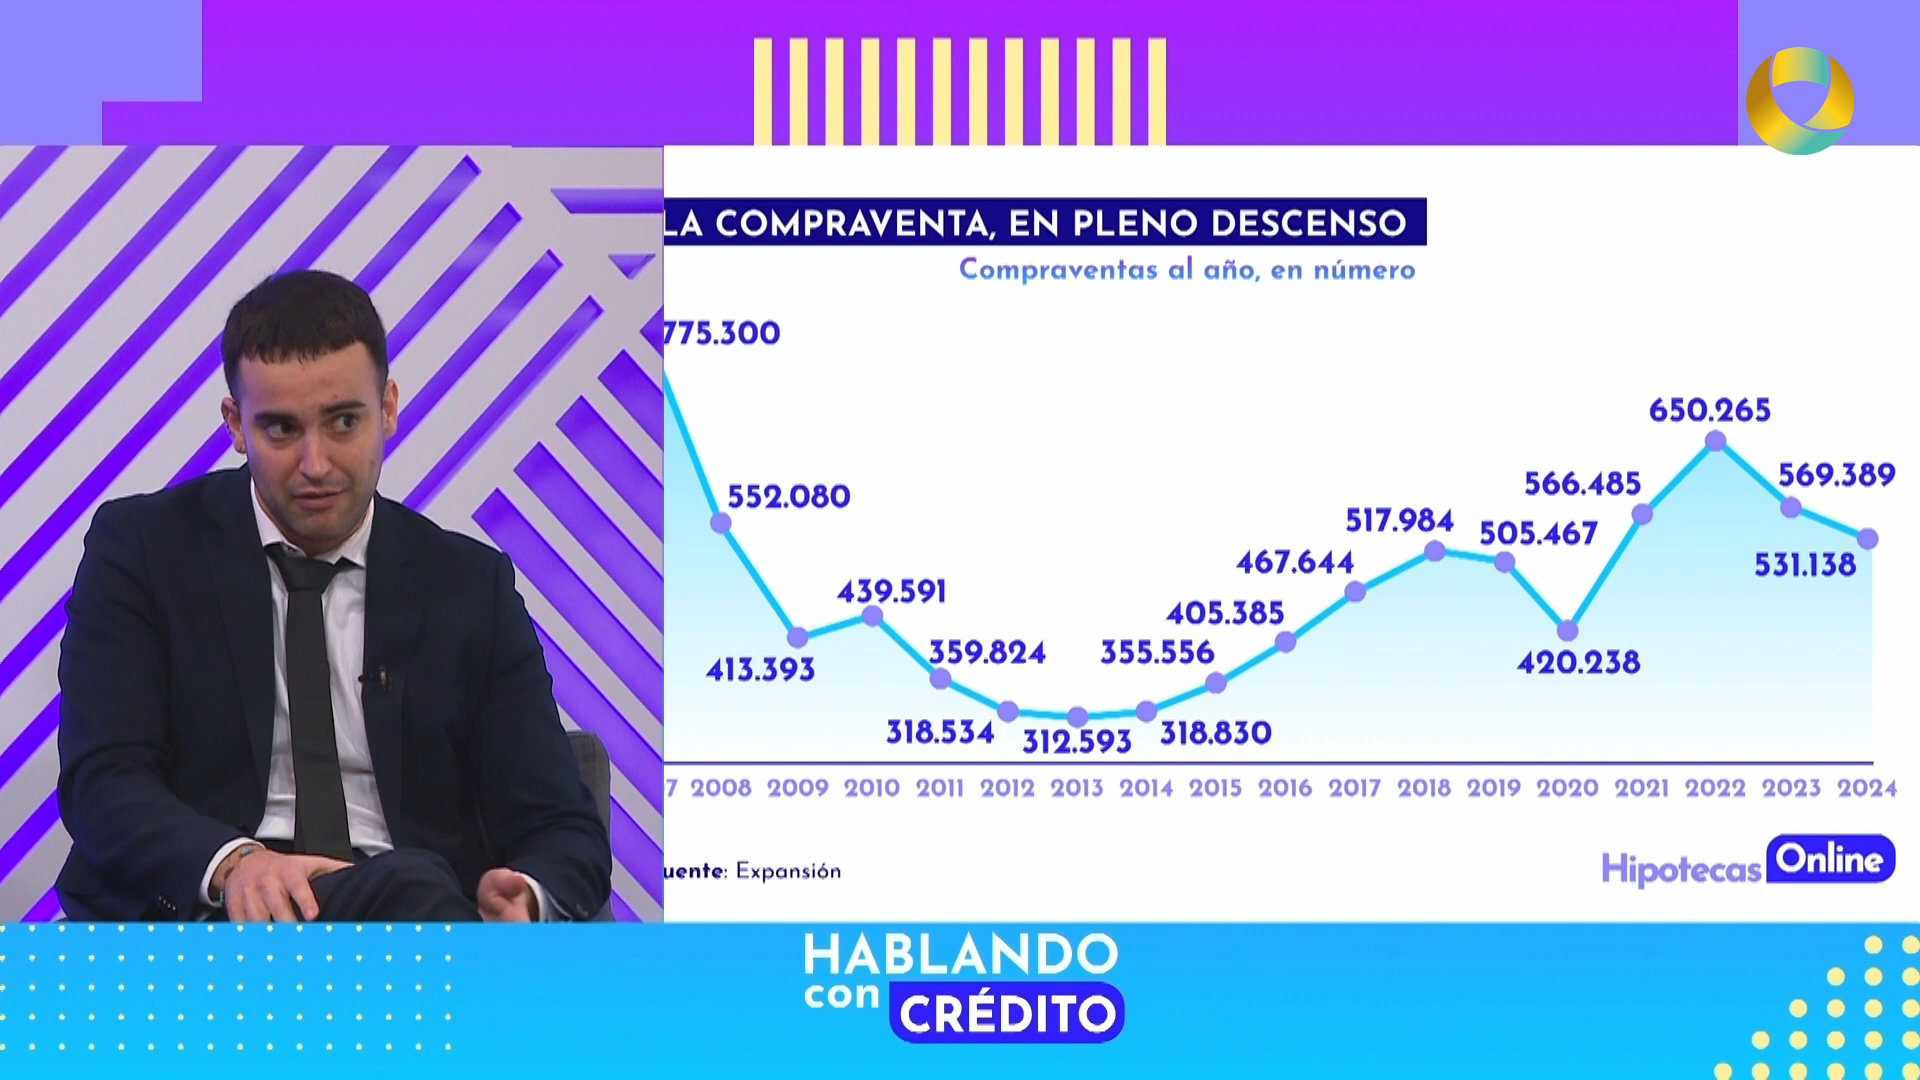 LA COMPRAVENTA, EN PLENO DESCENSO
Compraventas al año, en número
775.300
650.265
569.389
566.485
552.080
517.984
505.467
467.644
531.138
439.591
405.385
359.824
355.556
413.393
420.238
318.534
312.593
318.830
7 2008 2009 2010 2011 2012 2013 2014 2015 2016 2017 2018 2019 2020 2021 2022 2023 2024
uente: Expansión
Hipotecas Online
HABLANDO
con CRÉDITO